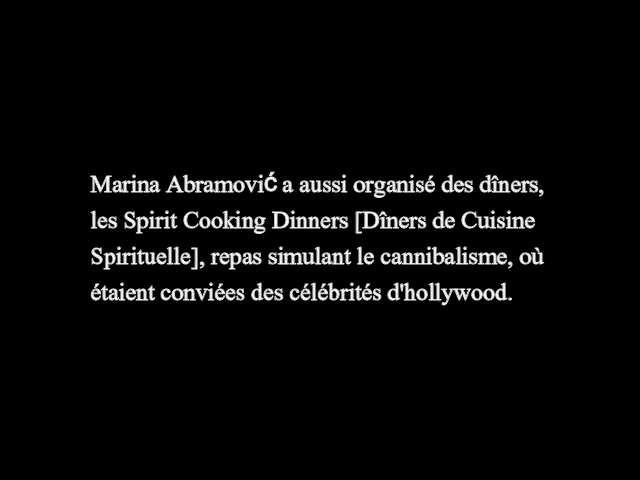 Marina Abramović a aussi organisé des dîners,
les Spirit Cooking Dinners [Dîners de Cuisine
Spirituelle], repas simulant le cannibalisme, où
étaient conviées des célébrités d'hollywood.